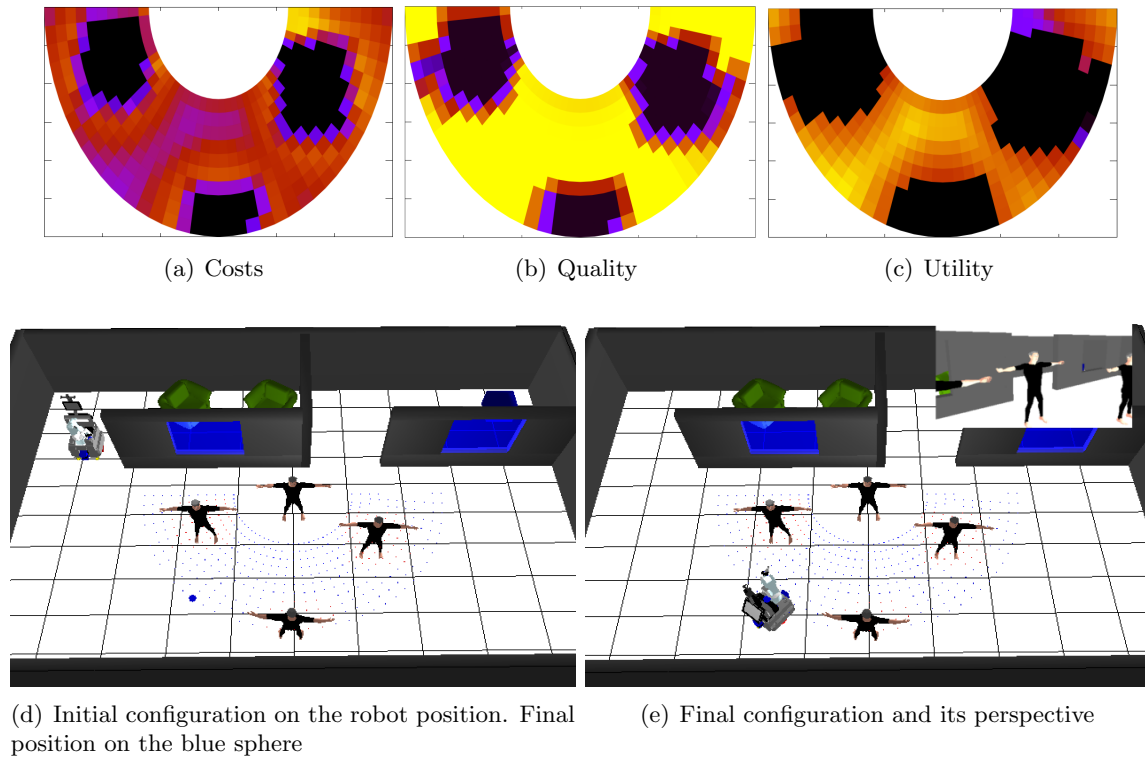 (a) Costs
(b) Quality
(c) Utility
(d) Initial configuration on the robot position. Final
position on the blue sphere
(e) Final configuration and its perspective